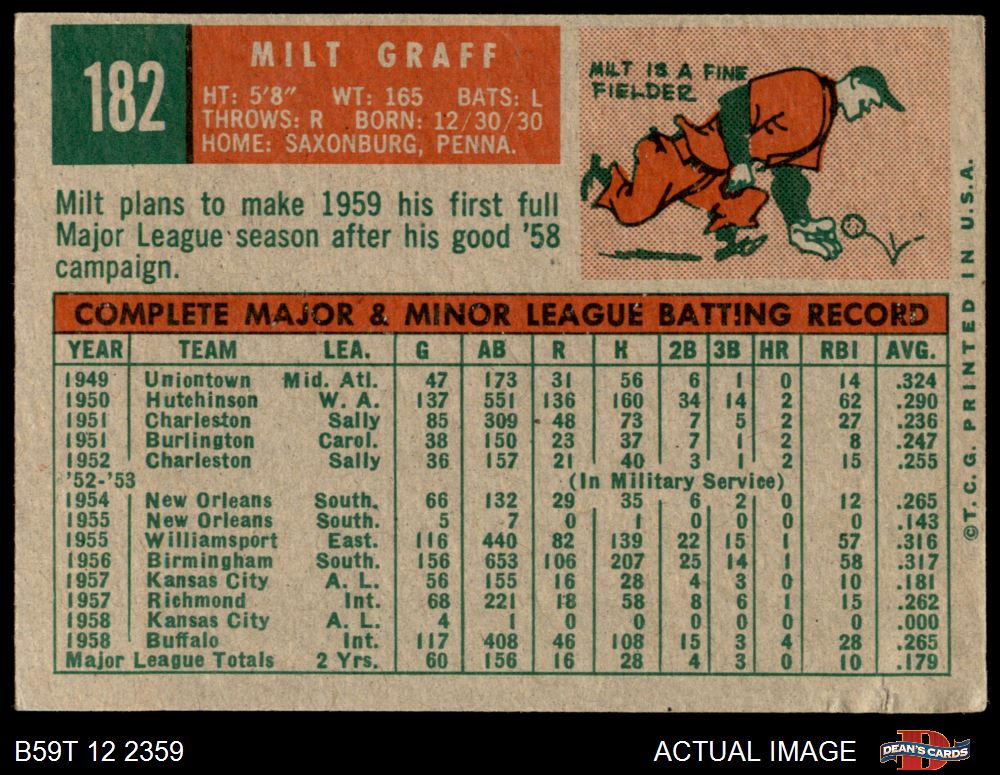 182
MILT GRAFF
HT: 5'8" WT: 165 BATS: L
THROWS: R BORN: 12/30/30
HOME: SAXONBURG, PENNA.
MILT IS A FINE
FIELDER
Milt plans to make 1959 his first full
Major League season after his good '58
campaign.
COMPLETE MAJOR & MINOR LEAGUE BATTING RECORD
YEAR TEAM LEA. G AB R H 2B 3B HR RBI AVG.
1949 Uniontown Mid. Atl. 47 173 31 56 6 1 0 14 .324
1950 Hutchinson W. A. 137 551 136 160 34 14 2 62 .290
1951 Charleston Sally 85 309 48 73 7 5 2 27 .236
1951 Burlington Carol. 38 150 23 37 7 1 2 8 .247
1952 Charleston Sally 36 157 21 40 3 1 2 15 .255
'52-'53 (In Military Service)
1954 New Orleans South. 66 132 29 35 6 2 0 12 .265
1955 New Orleans South. 5 7 0 1 0 0 0 0 .143
1955 Williamsport East. 116 440 82 139 22 15 1 57 .316
1956 Birmingham South. 156 653 106 207 25 14 1 58 .317
1957 Kansas City A. L. 56 155 16 28 4 3 0 10 .181
1957 Richmond Int. 68 221 18 58 8 6 1 15 .262
1958 Kansas City A. L. 4 1 0 0 0 0 0 0 .000
1958 Buffalo Int. 117 408 46 108 15 3 4 28 .265
Major League Totals 2 Yrs. 60 156 16 28 4 3 0 10 .179
© T. C. G. PRINTED IN U.S.A.
B59T 12 2359
ACTUAL IMAGE
D
DEAN'S CARDS